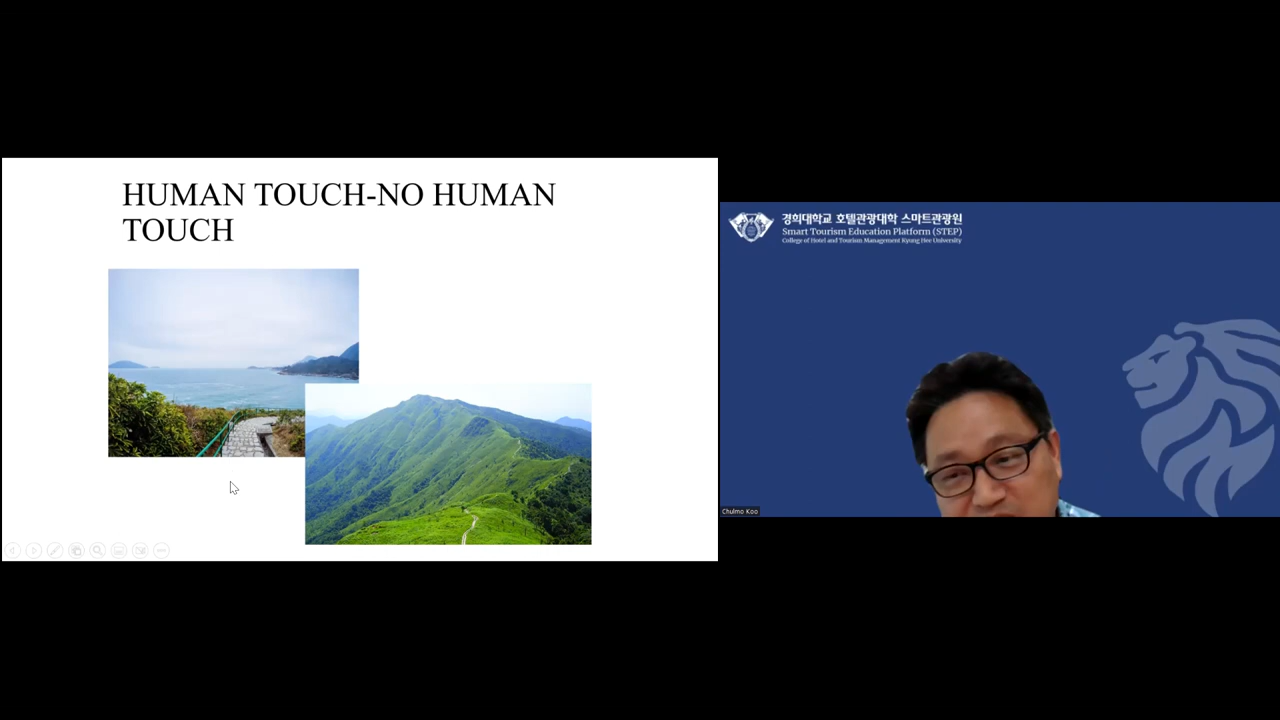 HUMAN TOUCH-NO HUMAN
TOUCH
경희대학교 호텔관광대학 스마트관광원
Smart Tourism Education Platform (STEP)
College of Hotel and Tourism Management Kyung Hee University
Chulmo Koo